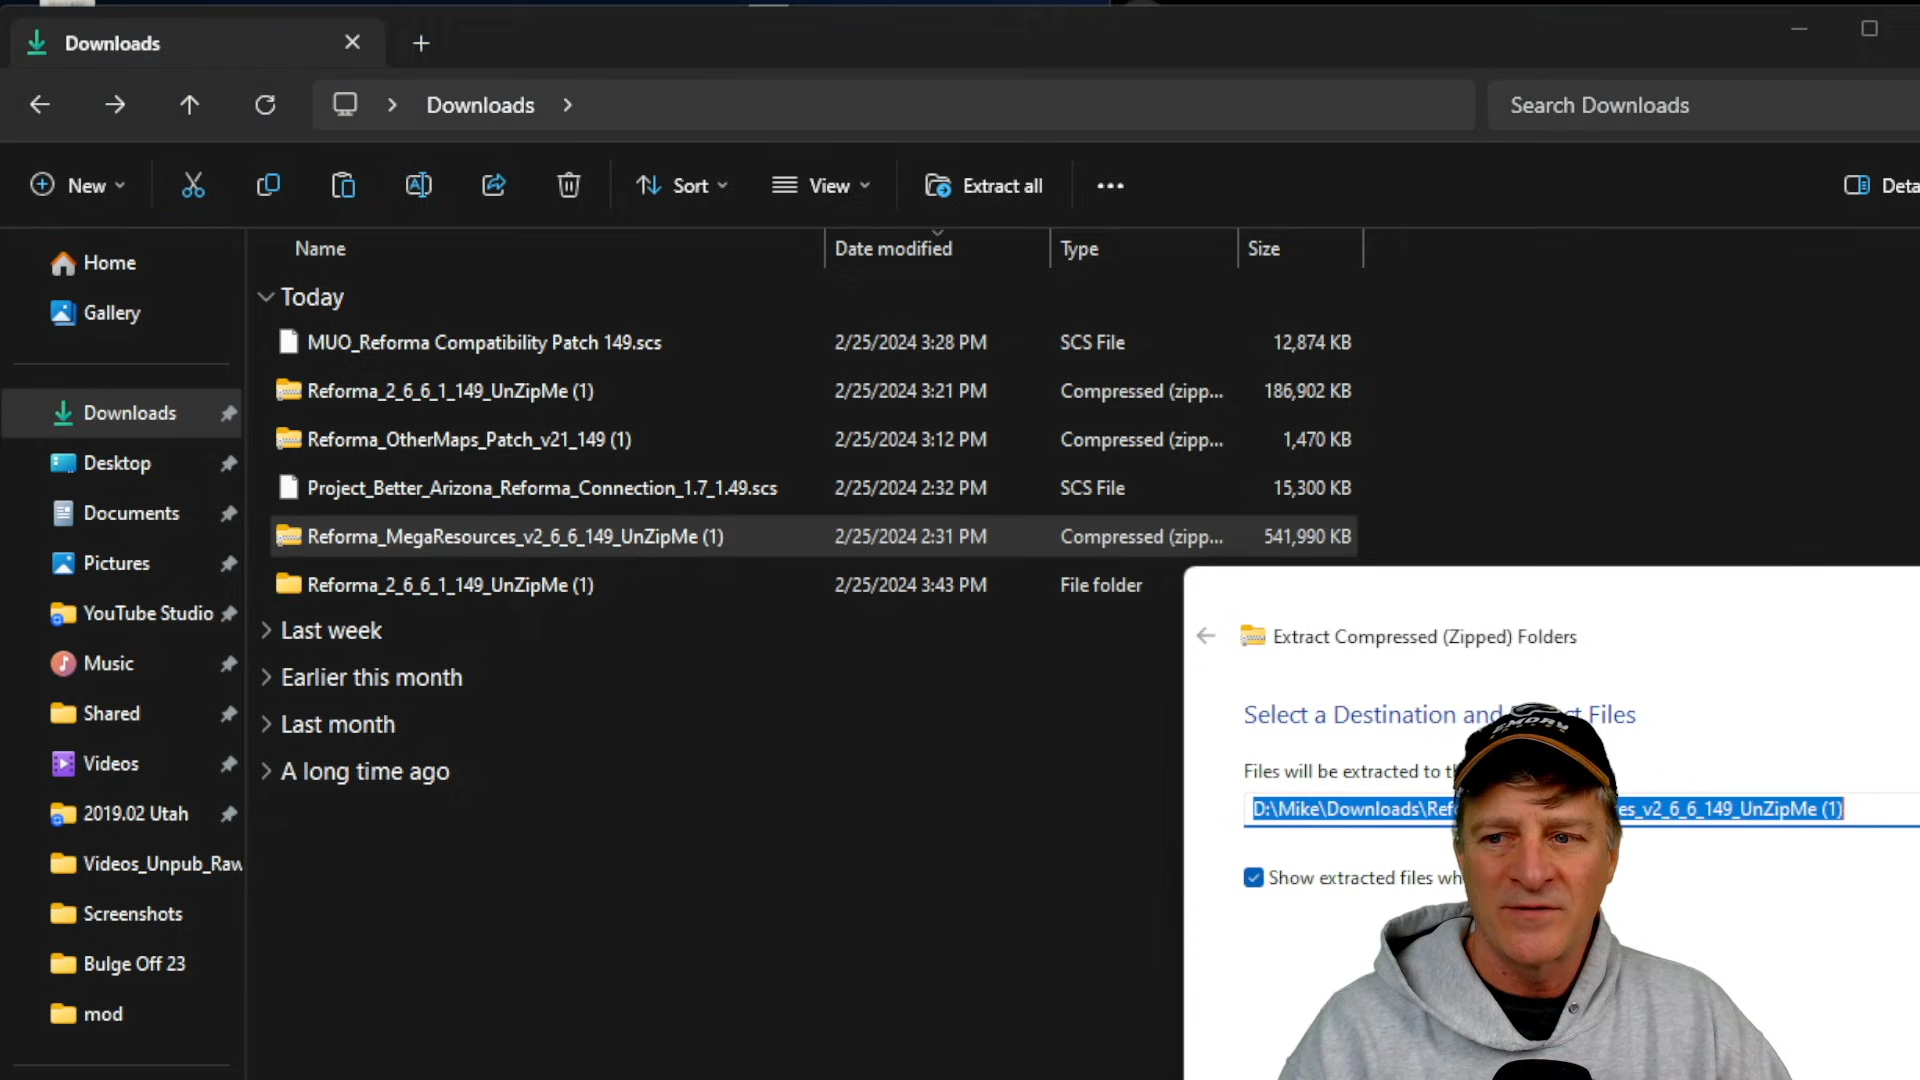 Downloads
Downloads
Search Downloads
New
Sort
View
Extract all
Deta
Name
Date modified
Type
Size
Home
Gallery
Downloads
Desktop
Documents
Pictures
YouTube Studio
Music
Shared
Videos
2019.02 Utah
Videos_Unpub_Raw
Screenshots
Bulge Off 23
mod
Today
MUO_Reforma Compatibility Patch 149.scs 2/25/2024 3:28 PM SCS File 12,874 KB
Reforma_2_6_6_1_149_UnZipMe (1) 2/25/2024 3:21 PM Compressed (zipp... 186,902 KB
Reforma_OtherMaps_Patch_v21_149 (1) 2/25/2024 3:12 PM Compressed (zipp... 1,470 KB
Project_Better_Arizona_Reforma_Connection_1.7_1.49.scs 2/25/2024 2:32 PM SCS File 15,300 KB
Reforma_MegaResources_v2_6_6_149_UnZipMe (1) 2/25/2024 2:31 PM Compressed (zipp... 541,990 KB
Reforma_2_6_6_1_149_UnZipMe (1) 2/25/2024 3:43 PM File folder
Last week
Earlier this month
Last month
A long time ago
Extract Compressed (Zipped) Folders
Select a Destination and ct Files
Files will be extracted to th
D:\Mike\Downloads\Refo es_v2_6_6_149_UnZipMe (1)
Show extracted files wh
EMORY